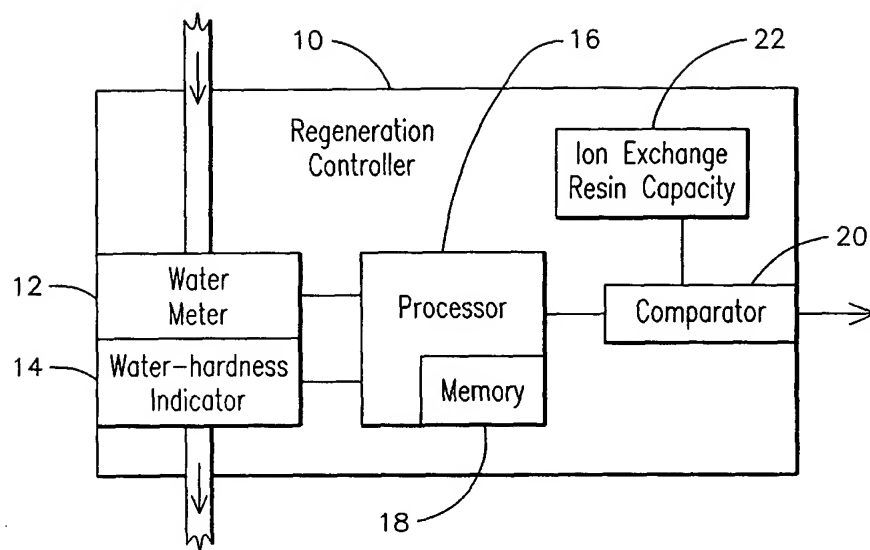 10
16
22
Regeneration
Controller
Ion Exchange
Resin Capacity
20
12
Water
Meter
Processor
Comparator
14
Water-hardness
Indicator
Memory
18